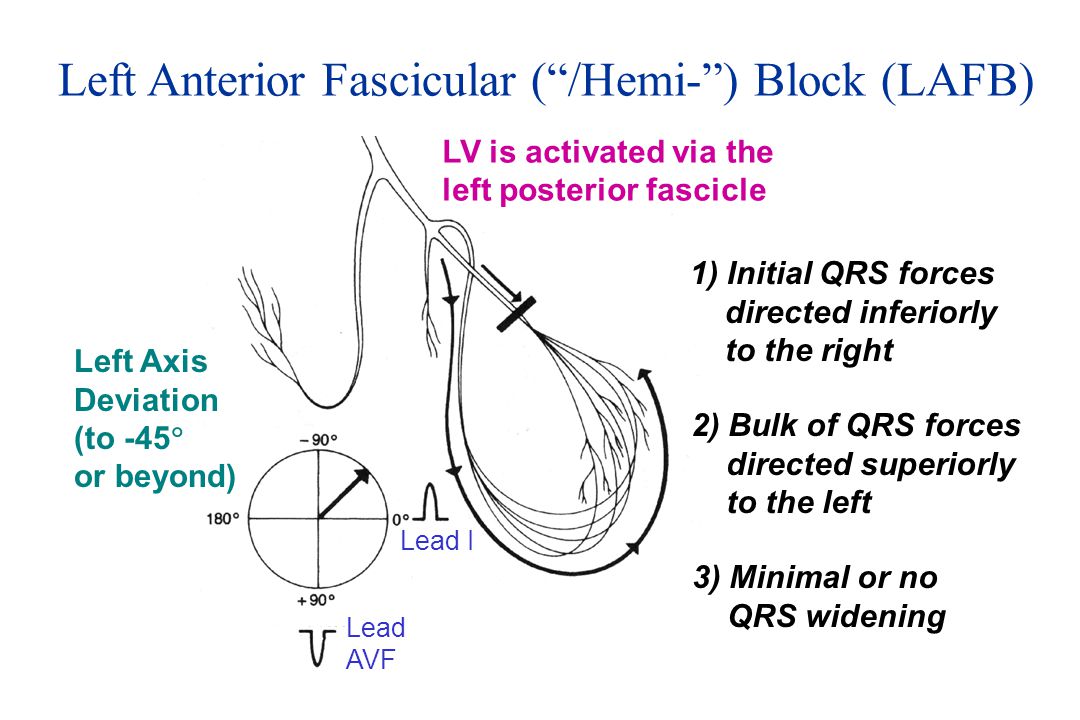 Left Anterior Fascicular (“/Hemi-”) Block (LAFB)
LV is activated via the
left posterior fascicle
1) Initial QRS forces
directed inferiorly
to the right
Left Axis
Deviation
(to -45°
or beyond)
2) Bulk of QRS forces
directed superiorly
to the left
3) Minimal or no
QRS widening
−90°
180°
0°
Lead I
+90°
Lead
AVF